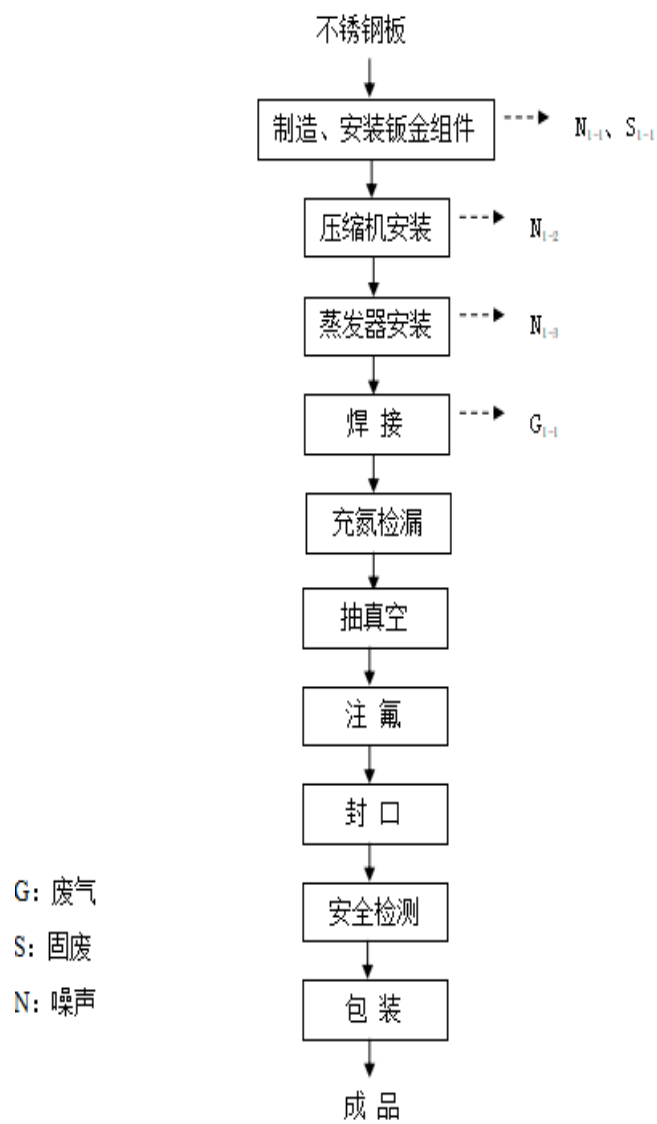 不锈钢板
制造、安装钣金组件
N1-1、S1-1
压缩机安装
N1-2
蒸发器安装
N1-3
焊 接
G1-1
充氮检漏
抽真空
注 氟
封 口
安全检测
包 装
成 品
G: 废气
S: 固废
N: 噪声